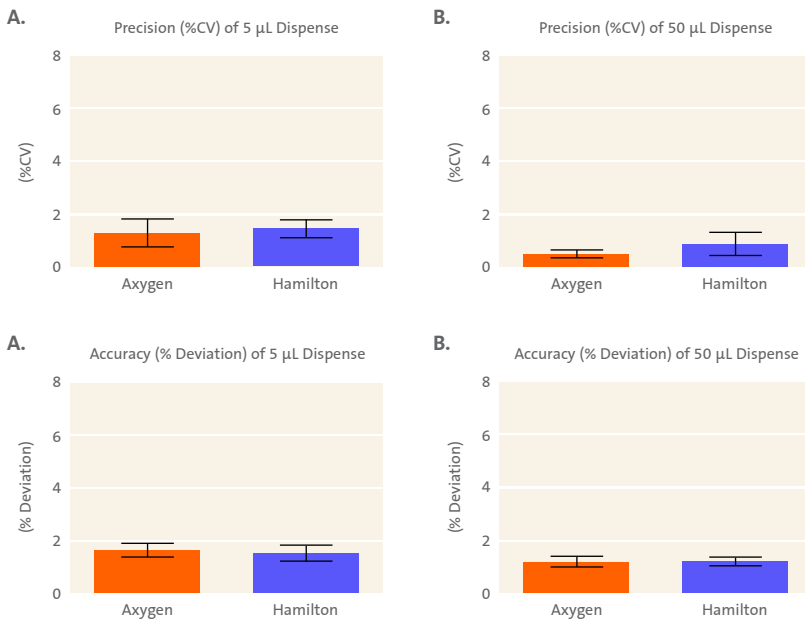 A.
Precision (%CV) of 5 µL Dispense
(%CV)
8
6
4
2
0
Axygen
Hamilton
B.
Precision (%CV) of 50 µL Dispense
(%CV)
8
6
4
2
0
Axygen
Hamilton
A.
Accuracy (% Deviation) of 5 µL Dispense
(% Deviation)
8
6
4
2
0
Axygen
Hamilton
B.
Accuracy (% Deviation) of 50 µL Dispense
(% Deviation)
8
6
4
2
0
Axygen
Hamilton